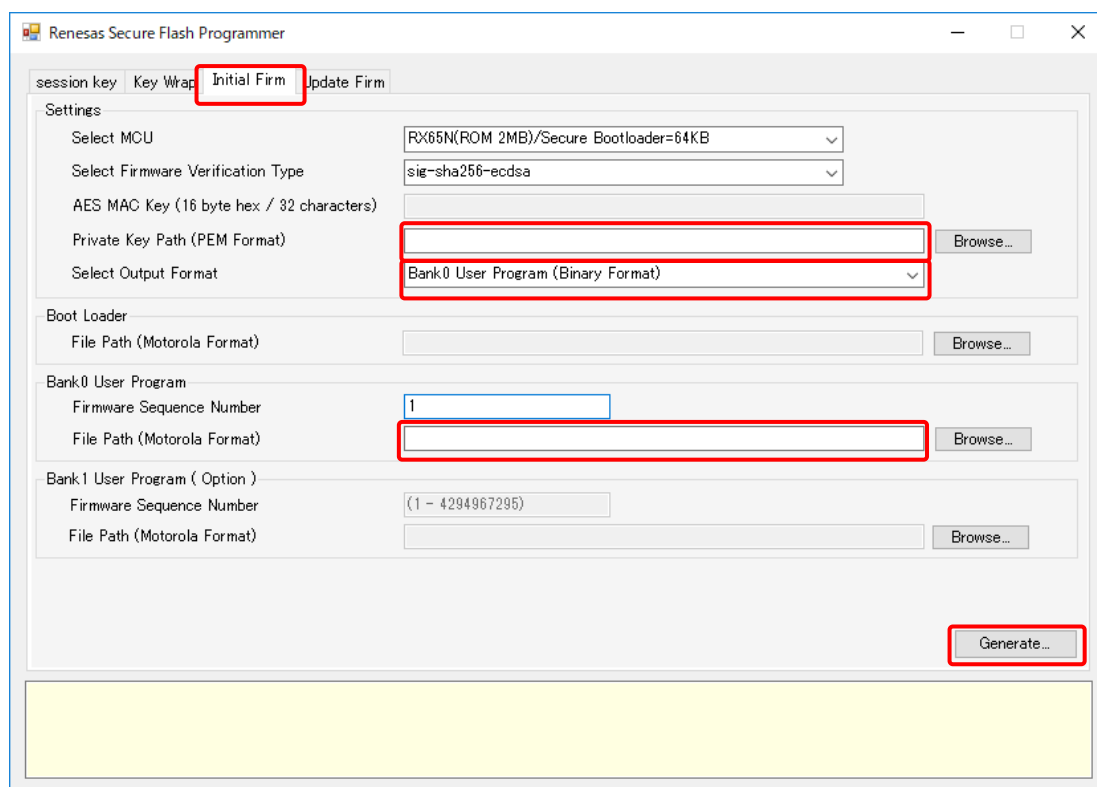 Renesas Secure Flash Programmer
session key Key Wrap Initial Firm Update Firm
Settings
Select MCU RX65N(ROM 2MB)/Secure Bootloader=64KB
Select Firmware Verification Type sig-sha256-ecdsa
AES MAC Key (16 byte hex / 32 characters)
Private Key Path (PEM Format) Browse...
Select Output Format Bank0 User Program (Binary Format)
Boot Loader
File Path (Motorola Format) Browse...
Bank0 User Program
Firmware Sequence Number 1
File Path (Motorola Format) Browse...
Bank1 User Program ( Option )
Firmware Sequence Number (1 - 4294967295)
File Path (Motorola Format) Browse...
Generate...